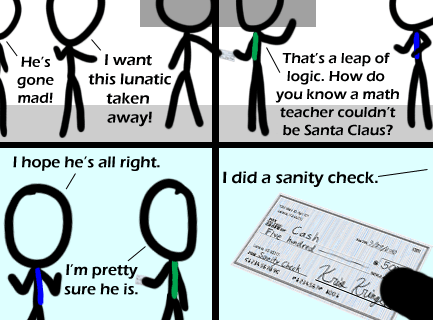 He's
gone
mad!
I want
this lunatic
taken
away!
That's a leap of
logic. How do
you know a math
teacher couldn't
be Santa Claus?
I hope he's all right.
I'm pretty
sure he is.
I did a sanity check.
Cash
Five hundred
Sanity Check
Kris Kringle